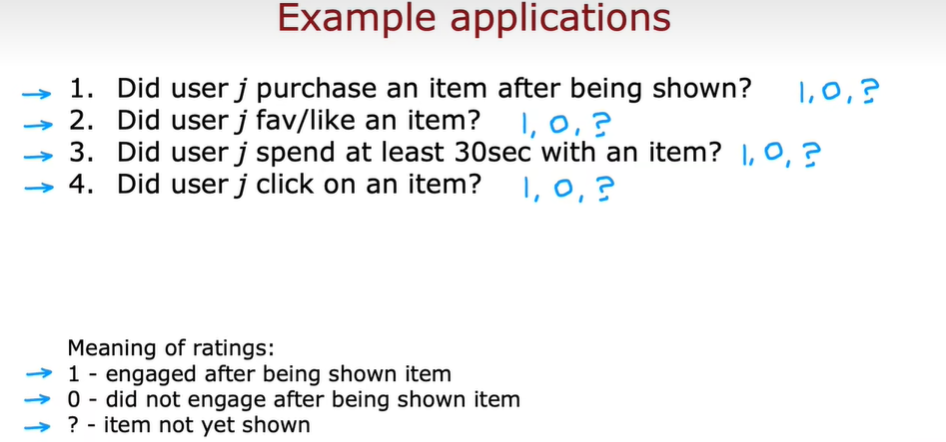 Example applications
→ 1. Did user j purchase an item after being shown? 1, 0, ?
→ 2. Did user j fav/like an item? 1, 0, ?
→ 3. Did user j spend at least 30sec with an item? 1, 0, ?
→ 4. Did user j click on an item? 1, 0, ?
Meaning of ratings:
→ 1 - engaged after being shown item
→ 0 - did not engage after being shown item
→ ? - item not yet shown